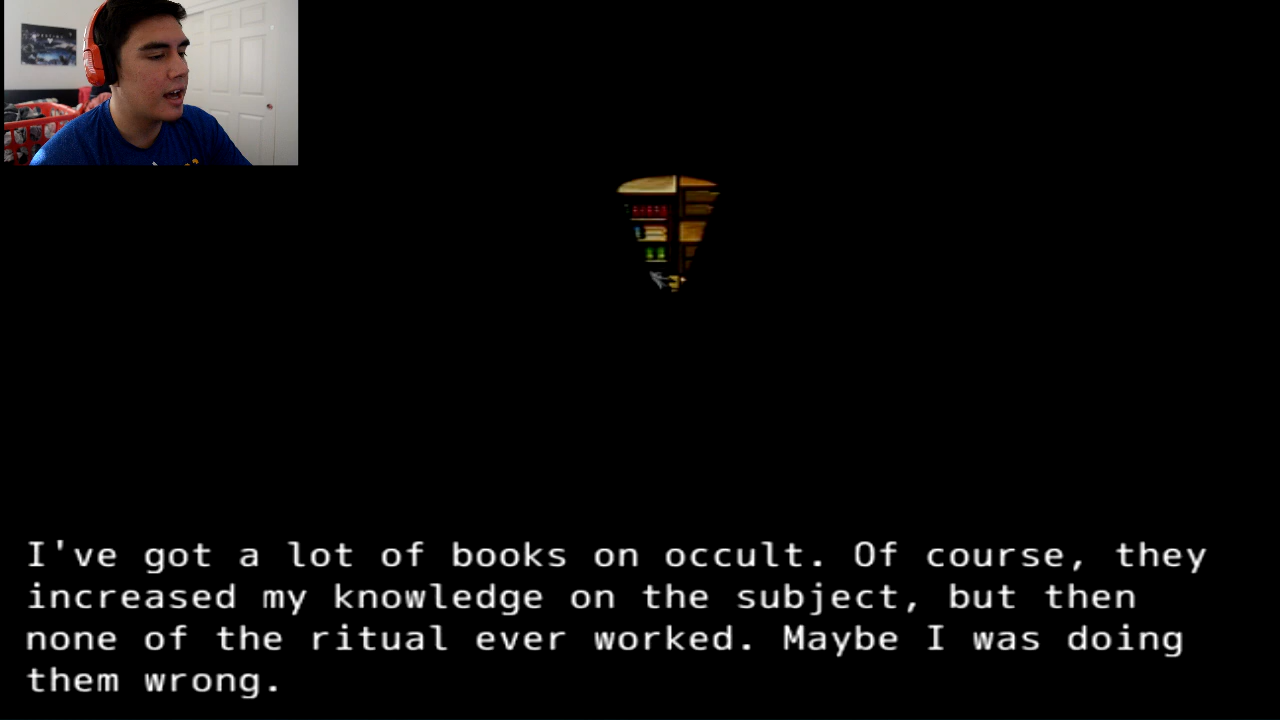 I've got a lot of books on occult. Of course, they
increased my knowledge on the subject, but then
none of the ritual ever worked. Maybe I was doing
them wrong.